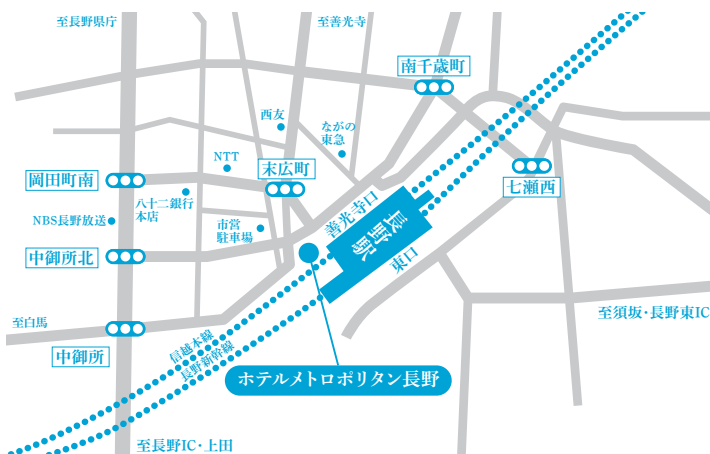 至長野県庁
至善光寺
南千歳町
西友
ながの
東急
NTT
末広町
岡田町南
七瀬西
八十二銀行
本店
NBS長野放送
市営
駐車場
善光寺口
長野駅
東口
中御所北
至白馬
至須坂・長野東IC
信越本線
長野新幹線
中御所
ホテルメトロポリタン長野
至長野IC・上田